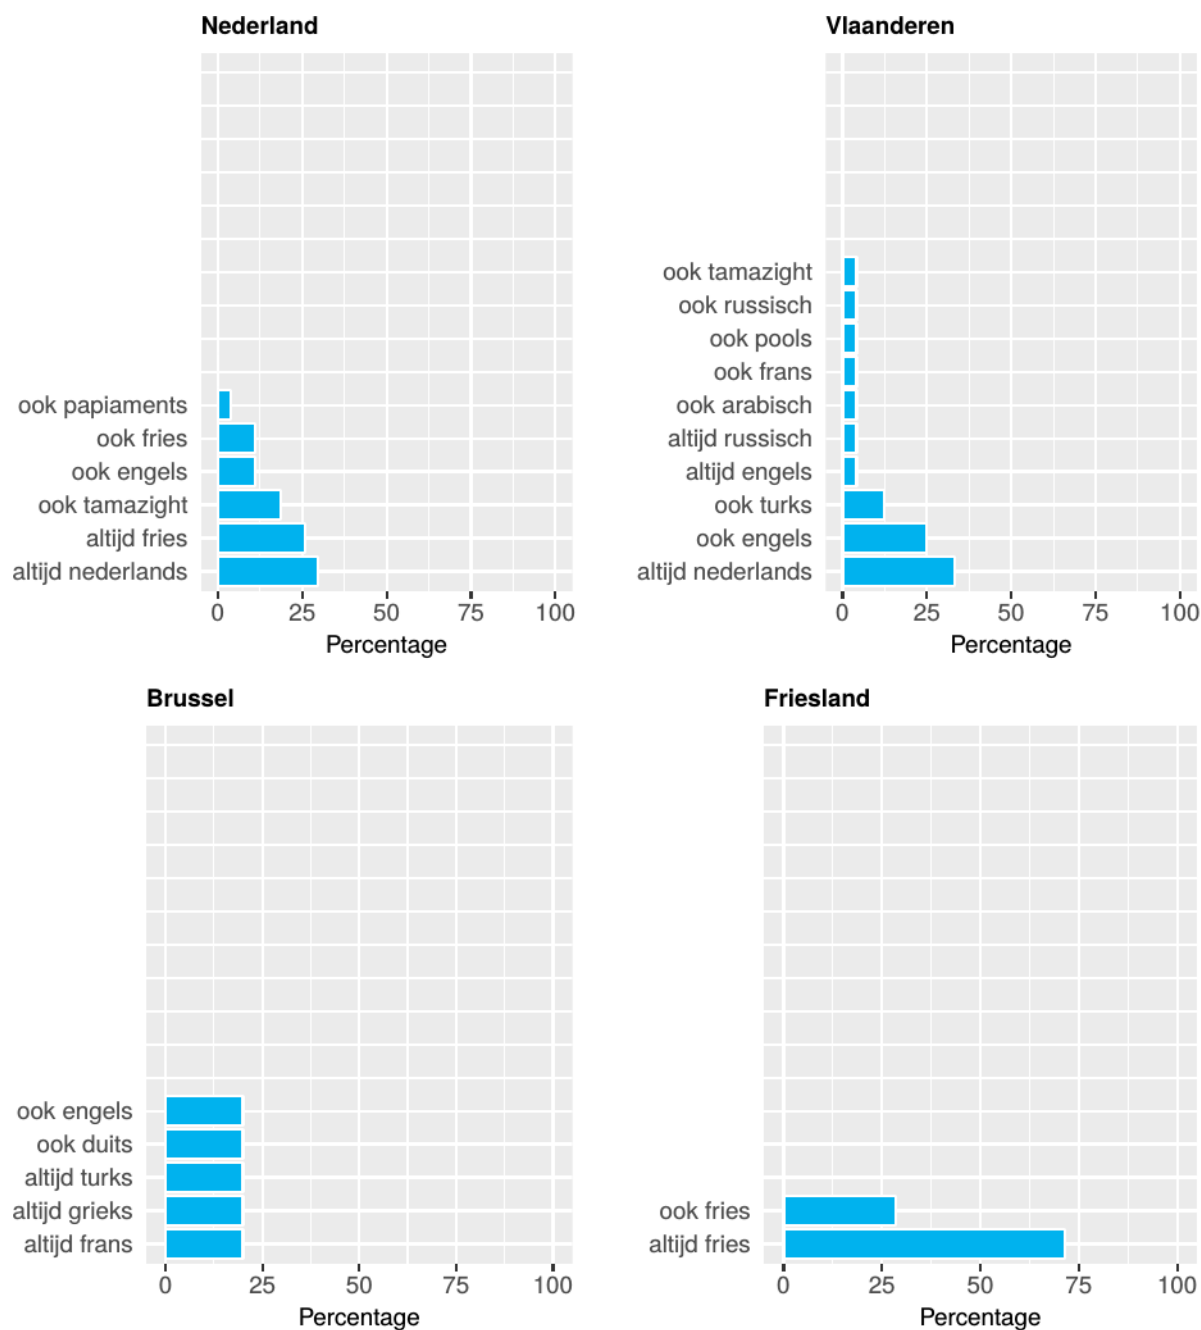 Nederland
ook papiaments
ook fries
ook engels
ook tamazight
altijd fries
altijd nederlands
0 25 50 75 100
Percentage
Vlaanderen
ook tamazight
ook russisch
ook pools
ook frans
ook arabisch
altijd russisch
altijd engels
ook turks
ook engels
altijd nederlands
0 25 50 75 100
Percentage
Brussel
ook engels
ook duits
altijd turks
altijd grieks
altijd frans
0 25 50 75 100
Percentage
Friesland
ook fries
altijd fries
0 25 50 75 100
Percentage